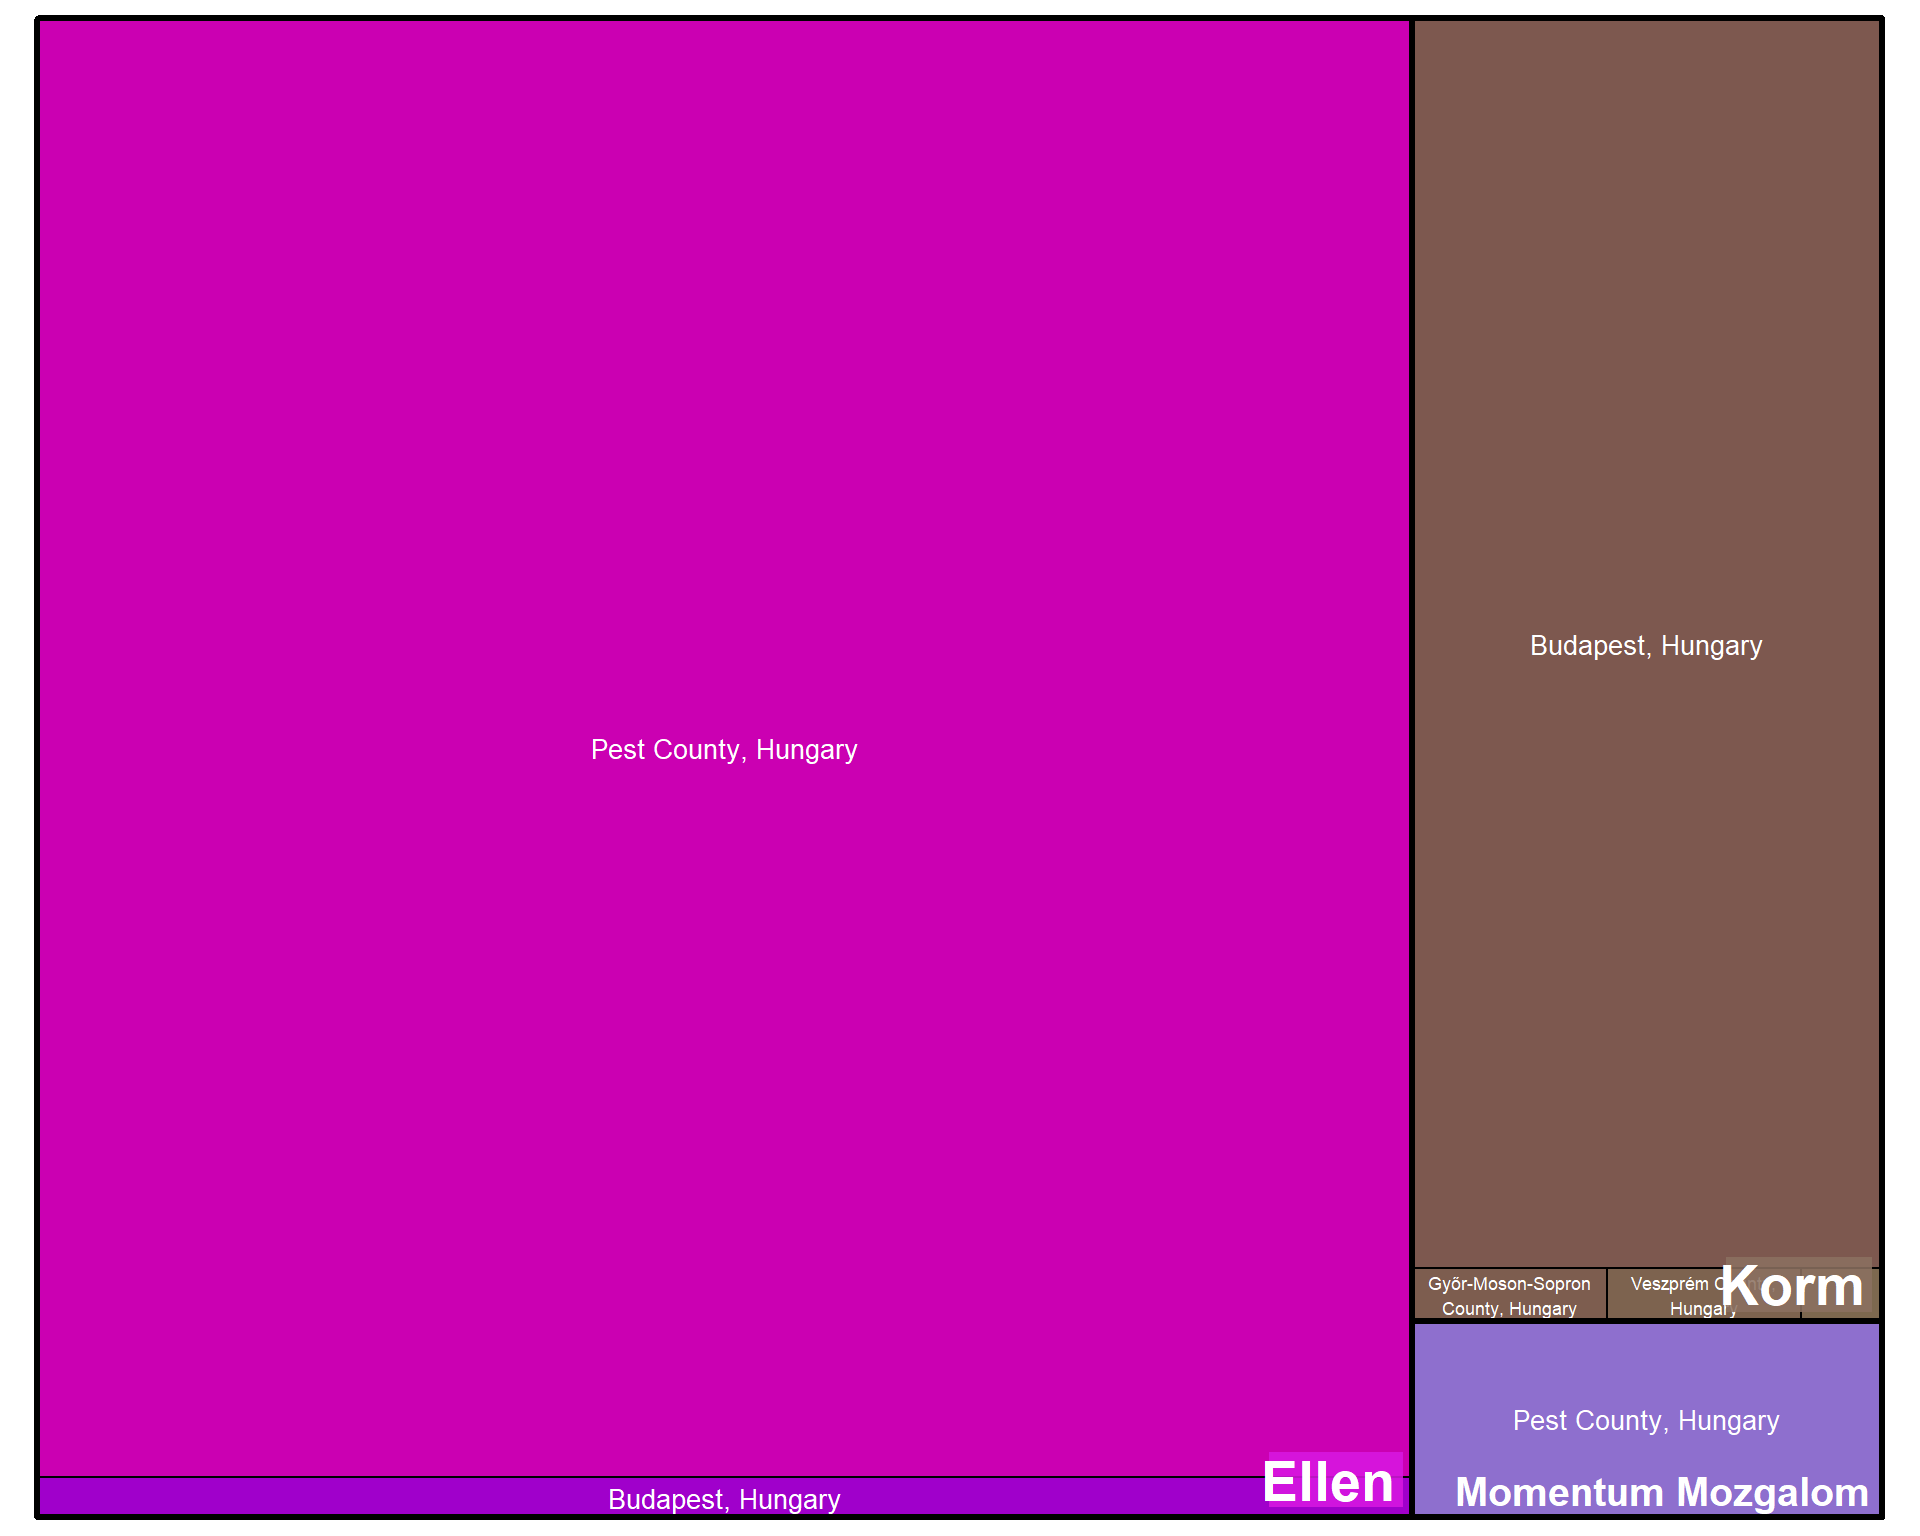 Pest County, Hungary
Budapest, Hungary
Ellen
Budapest, Hungary
Győr-Moson-Sopron
County, Hungary
Veszprém
Hungary
Korm
Pest County, Hungary
Momentum Mozgalom